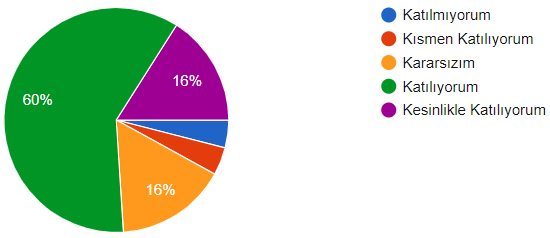 60%
16%
16%
Katılmıyorum
Kısmen Katılıyorum
Kararsızım
Katılıyorum
Kesinlikle Katılıyorum